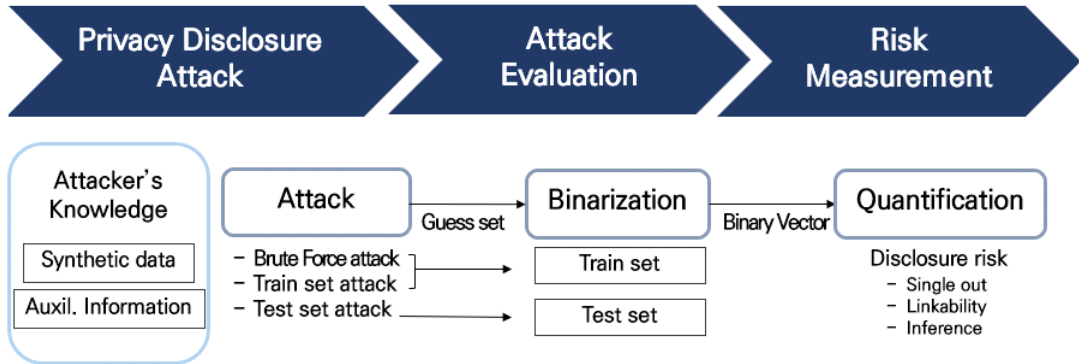 Privacy Disclosure
Attack
Attack
Evaluation
Risk
Measurement
Attacker's
Knowledge
Synthetic data
Auxil. Information
Attack
Guess set
Binarization
Binary Vector
Quantification
- Brute Force attack
- Train set attack
- Test set attack
Train set
Test set
Disclosure risk
- Single out
- Linkability
- Inference